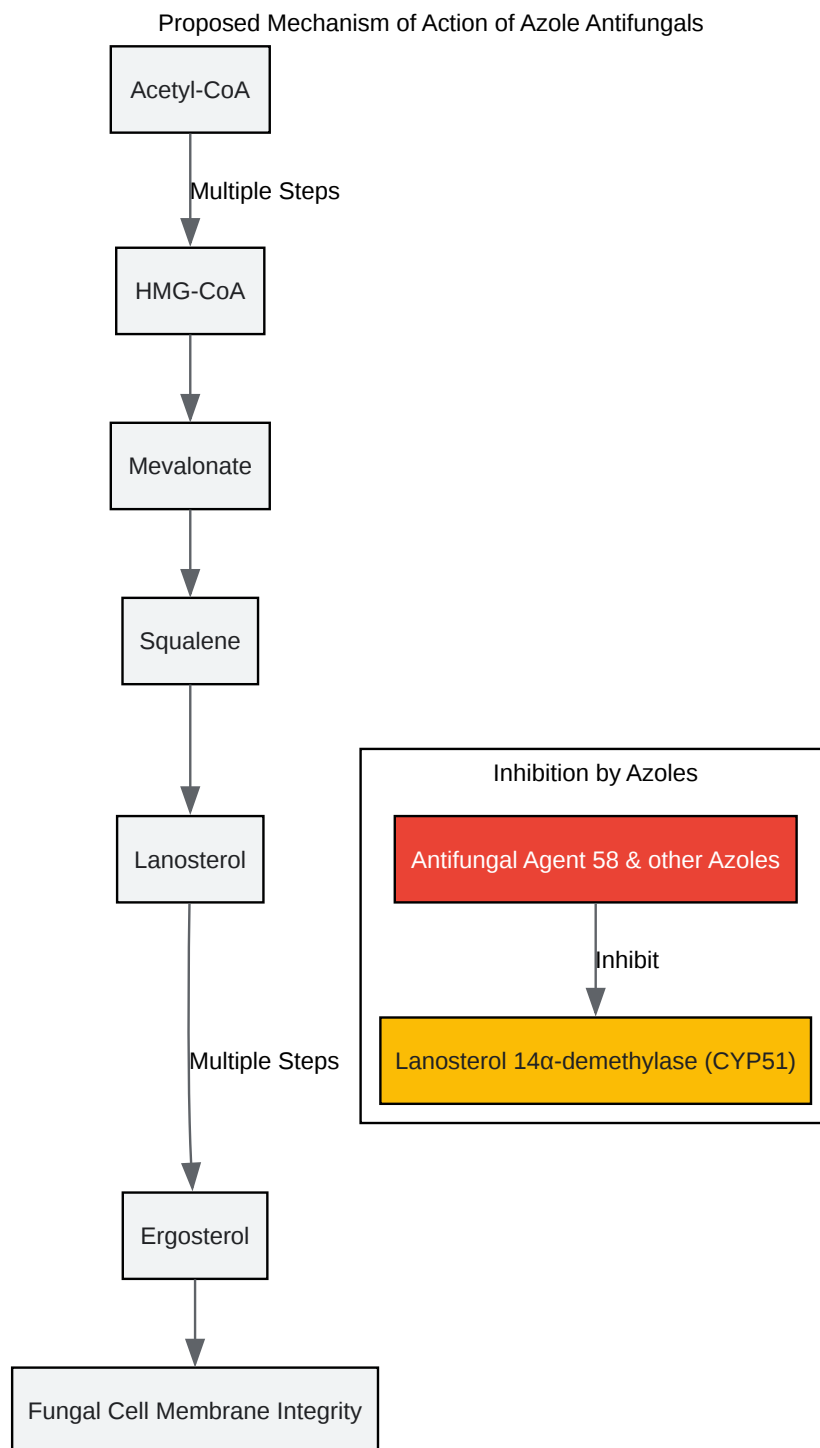 Proposed Mechanism of Action of Azole Antifungals
Acetyl-CoA
Multiple Steps
HMG-CoA
Mevalonate
Squalene
Inhibition by Azoles
Lanosterol
Antifungal Agent 58 & other Azoles
Inhibit
Multiple Steps
Lanosterol 14α-demethylase (CYP51)
Ergosterol
Fungal Cell Membrane Integrity